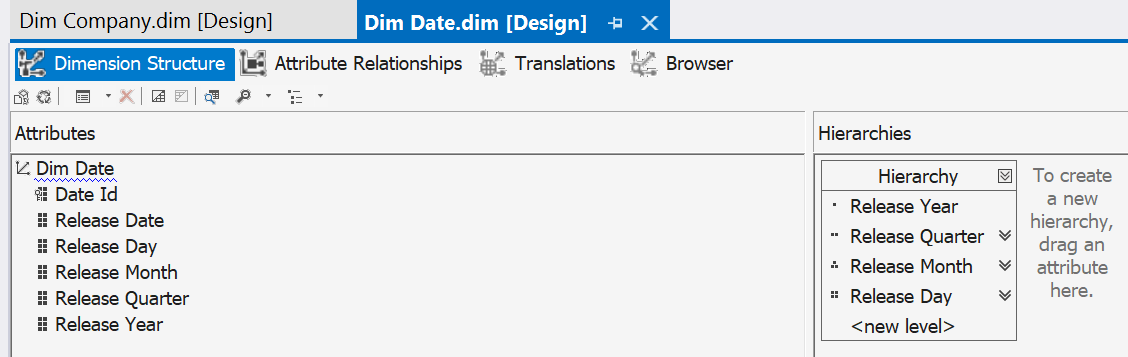 Dim Company.dim [Design]
Dim Date.dim [Design]
Dimension Structure
Attribute Relationships
Translations
Browser
Attributes
Dim Date
Date Id
Release Date
Release Day
Release Month
Release Quarter
Release Year
Hierarchies
Hierarchy
Release Year
Release Quarter
Release Month
Release Day
<new level>
To create
a new
hierarchy,
drag an
attribute
here.